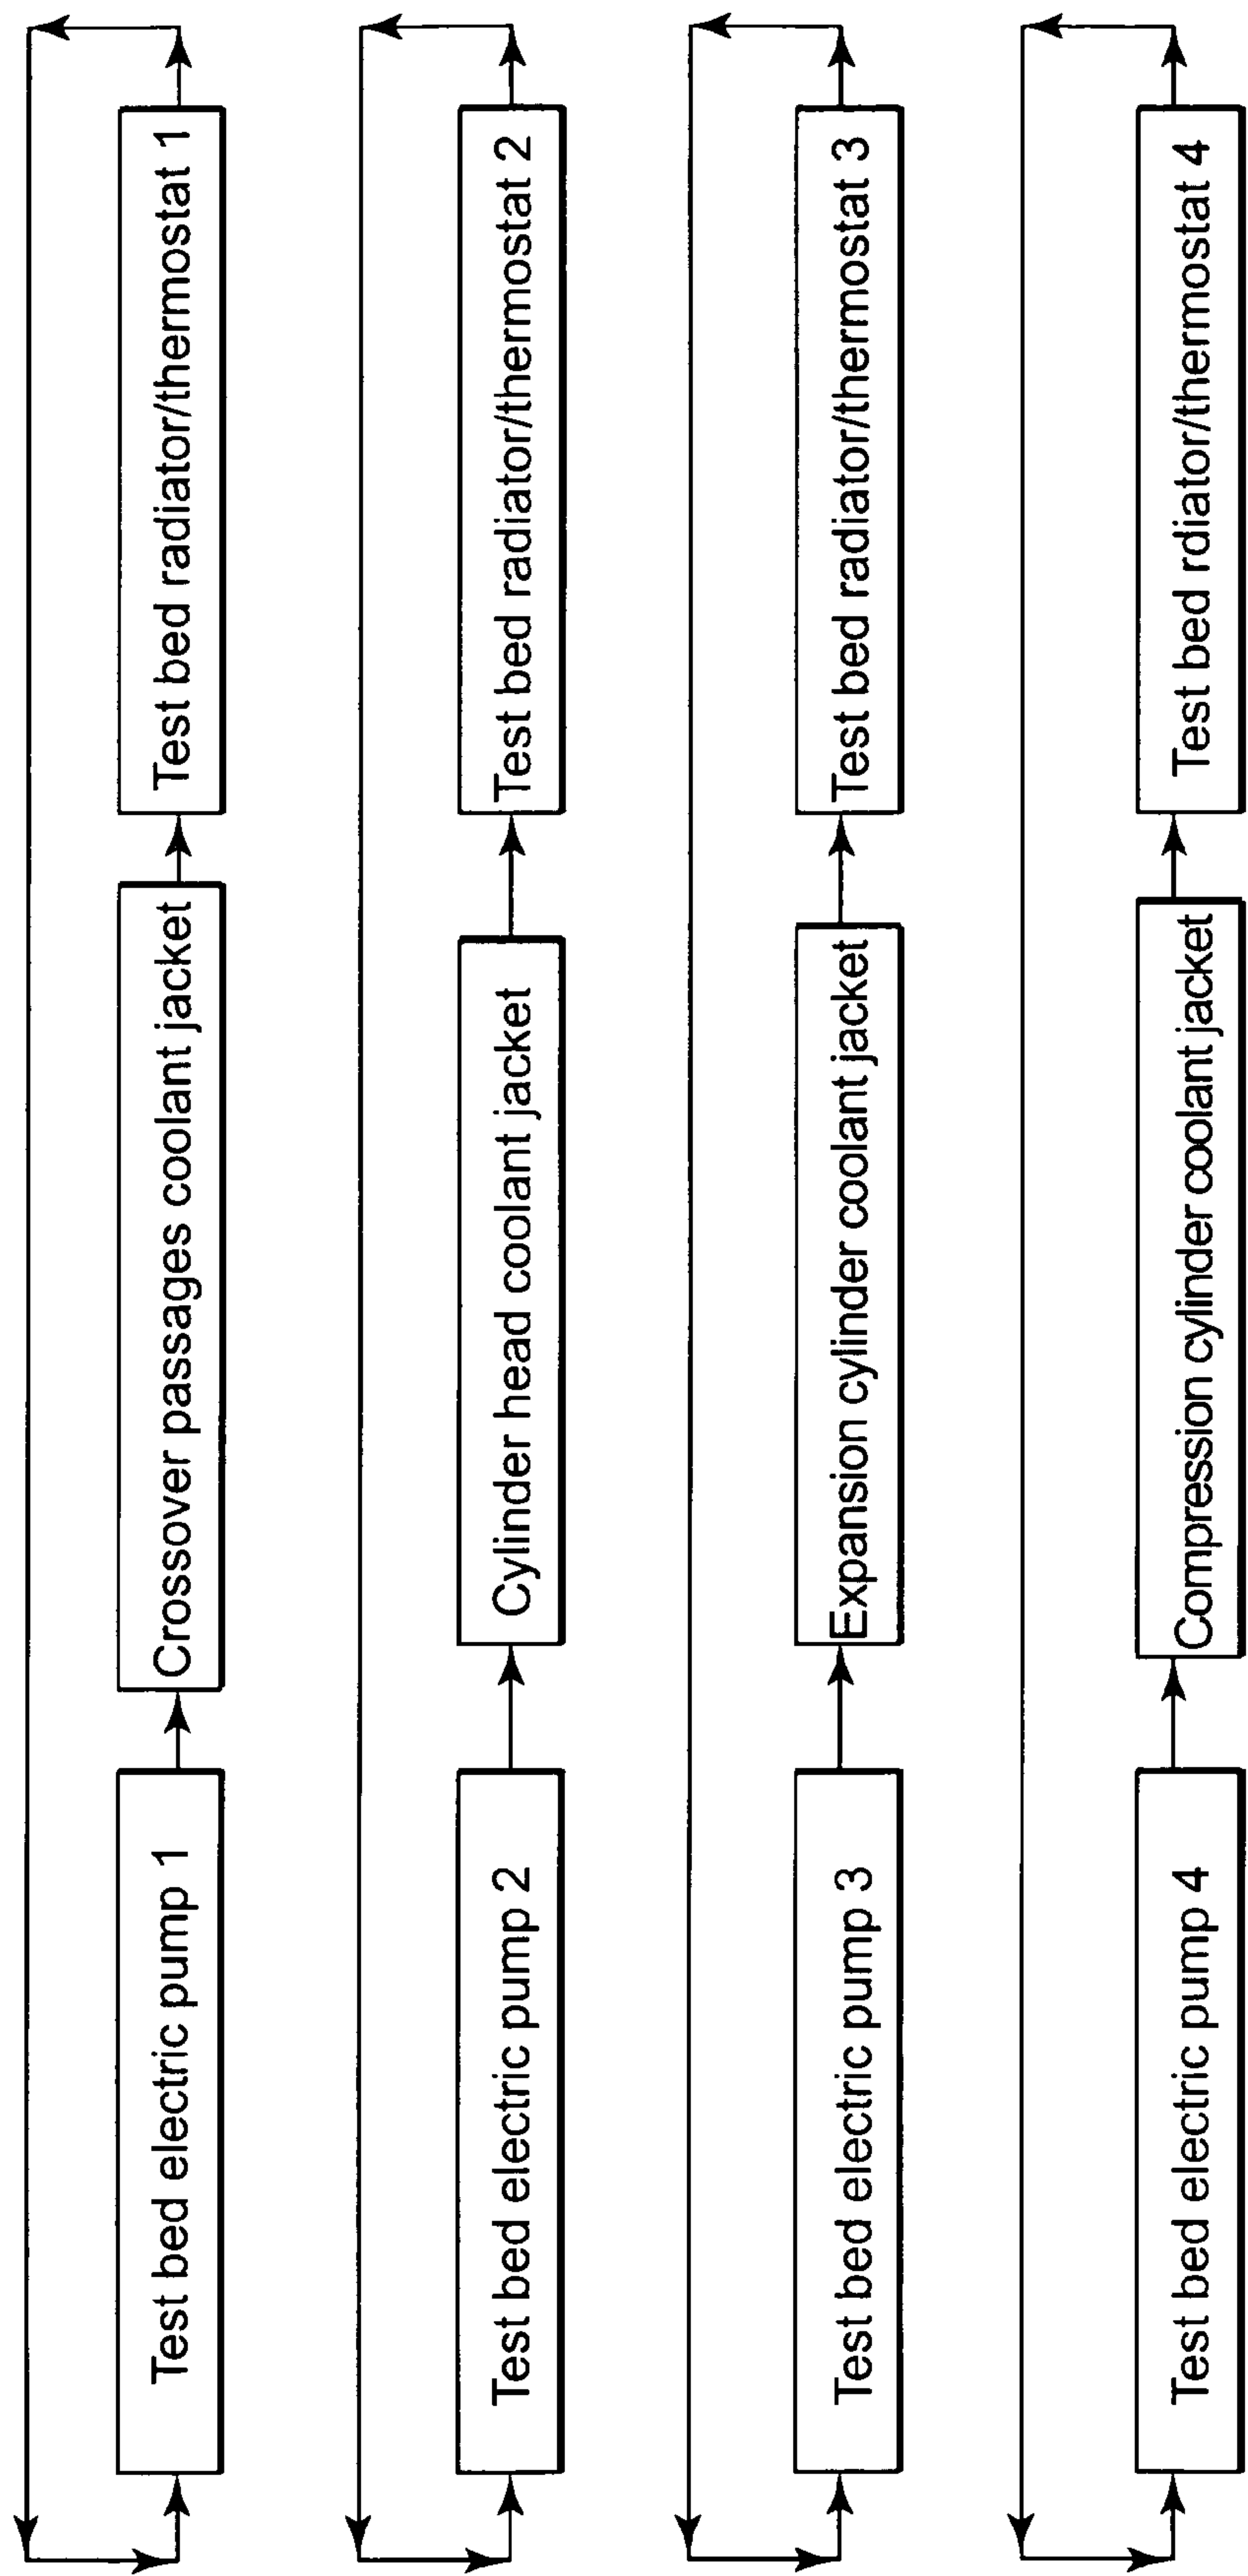 Test bed electric pump 1
Crossover passages coolant jacket
Test bed radiator/thermostat 1
Test bed electric pump 2
Cylinder head coolant jacket
Test bed radiator/thermostat 2
Test bed electric pump 3
Expansion cylinder coolant jacket
Test bed radiator/thermostat 3
Test bed electric pump 4
Compression cylinder coolant jacket
Test bed rdiator/thermostat 4